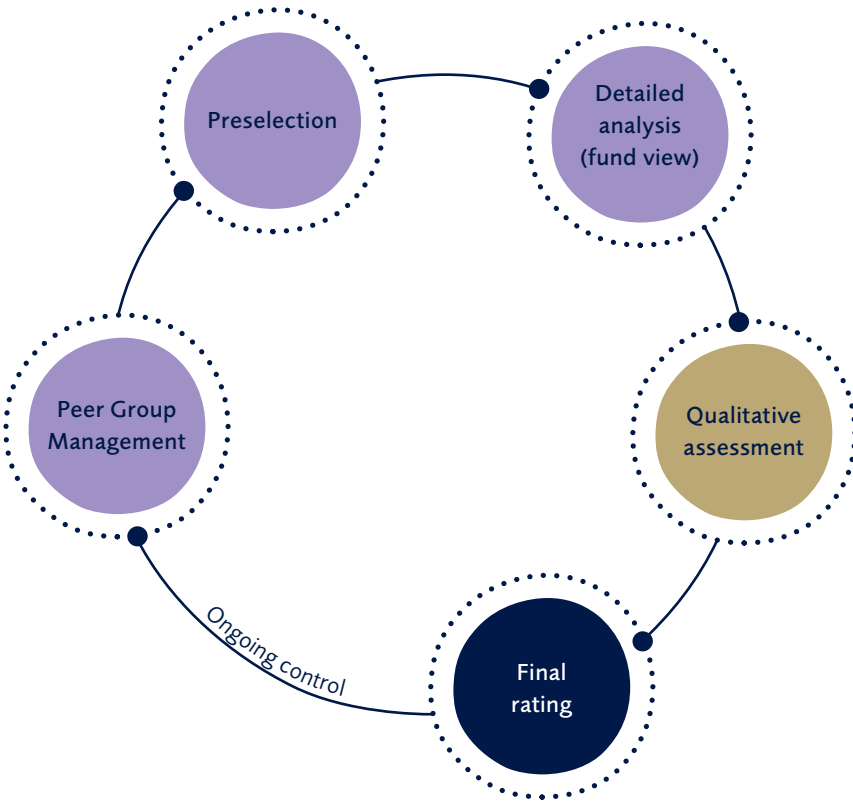 Preselection
Detailed
analysis
(fund view)
Peer Group
Management
Qualitative
assessment
Ongoing control
Final
rating